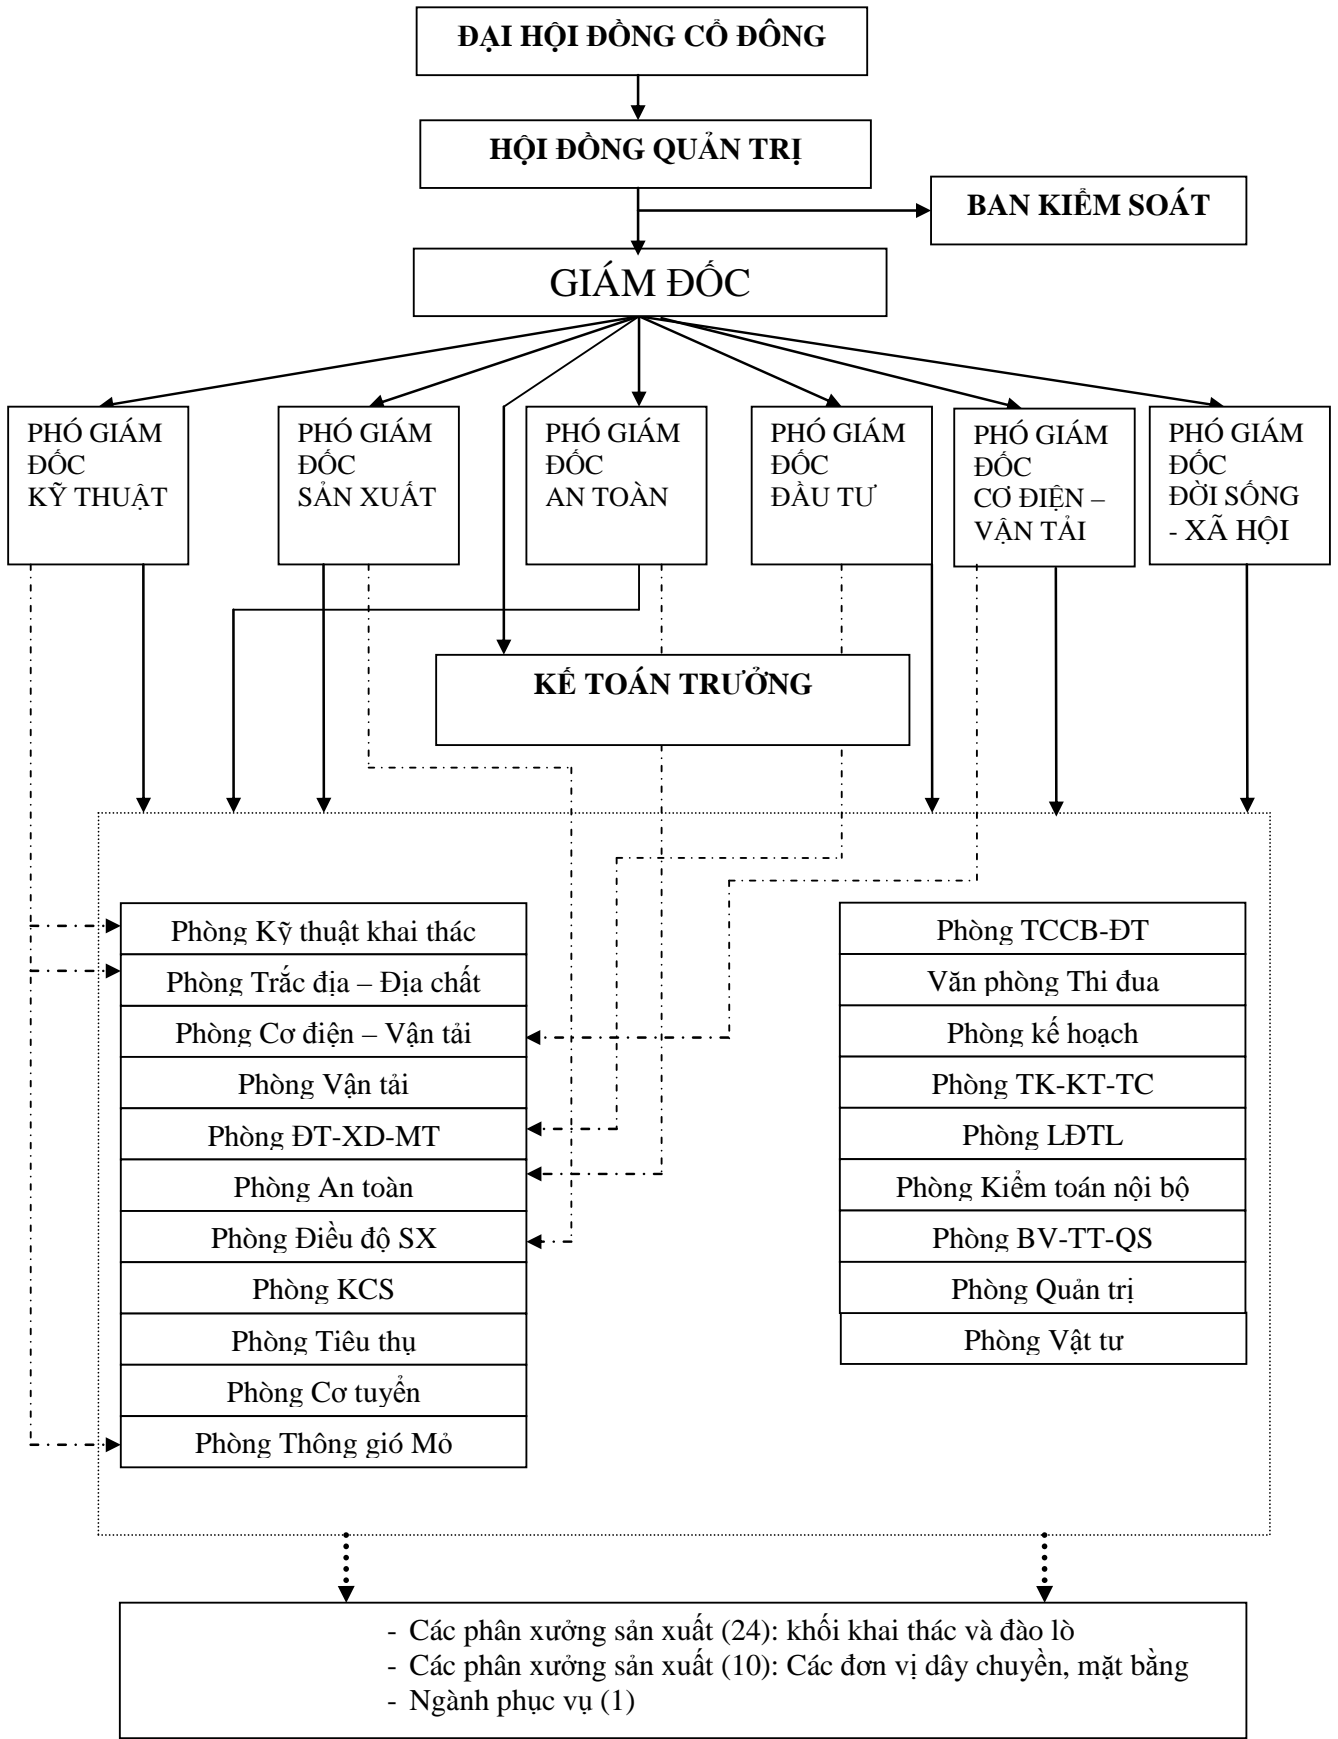 ĐẠI HỘI ĐỒNG CỔ ĐÔNG
HỘI ĐỒNG QUẢN TRỊ
BAN KIỂM SOÁT
GIÁM ĐỐC
PHÓ GIÁM
ĐỐC
KỸ THUẬT
PHÓ GIÁM
ĐỐC
SẢN XUẤT
PHÓ GIÁM
ĐỐC
AN TOÀN
PHÓ GIÁM
ĐỐC
ĐẦU TƯ
PHÓ GIÁM
ĐỐC
CƠ ĐIỆN –
VẬN TẢI
PHÓ GIÁM
ĐỐC
ĐỜI SỐNG
- XÃ HỘI
KẾ TOÁN TRƯỞNG
Phòng Kỹ thuật khai thác
Phòng Trắc địa – Địa chất
Phòng Cơ điện – Vận tải
Phòng Vận tải
Phòng ĐT-XD-MT
Phòng An toàn
Phòng Điều độ SX
Phòng KCS
Phòng Tiêu thụ
Phòng Cơ tuyển
Phòng Thông gió Mỏ
Phòng TCCB-ĐT
Văn phòng Thi đua
Phòng kế hoạch
Phòng TK-KT-TC
Phòng LĐTL
Phòng Kiểm toán nội bộ
Phòng BV-TT-QS
Phòng Quản trị
Phòng Vật tư
- Các phân xưởng sản xuất (24): khối khai thác và đào lò
- Các phân xưởng sản xuất (10): Các đơn vị dây chuyền, mặt bằng
- Ngành phục vụ (1)